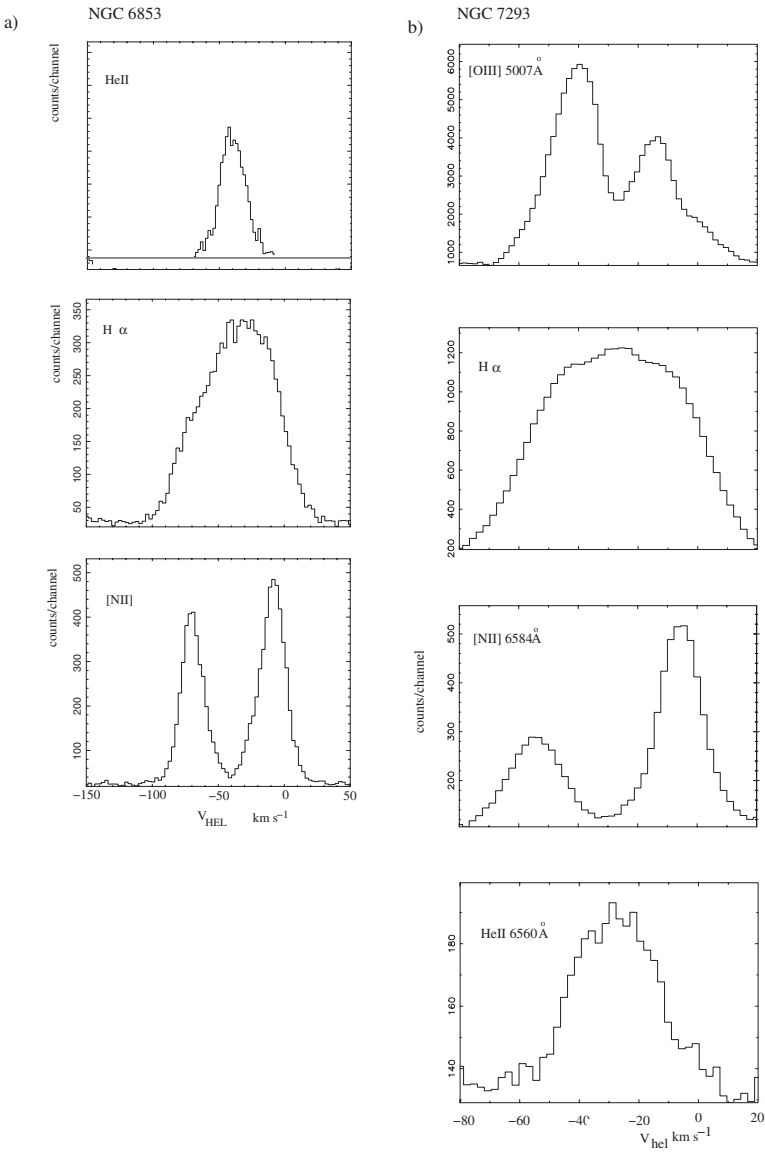 a)
NGC 6853
counts/channel
HeII
counts/channel
H α
350
300
250
200
150
100
50
counts/channel
[NII]
500
400
300
200
100
−150
−100
−50
0
50
V_HEL km s⁻¹
b)
NGC 7293
[OIII] 5007Å
6000
5000
4000
3000
2000
1000
H α
1200
1000
800
600
400
200
counts/channel
[NII] 6584Å
500
400
300
200
HeII 6560Å
180
160
140
−80
−60
−40
−20
0
20
V_hel km s⁻¹